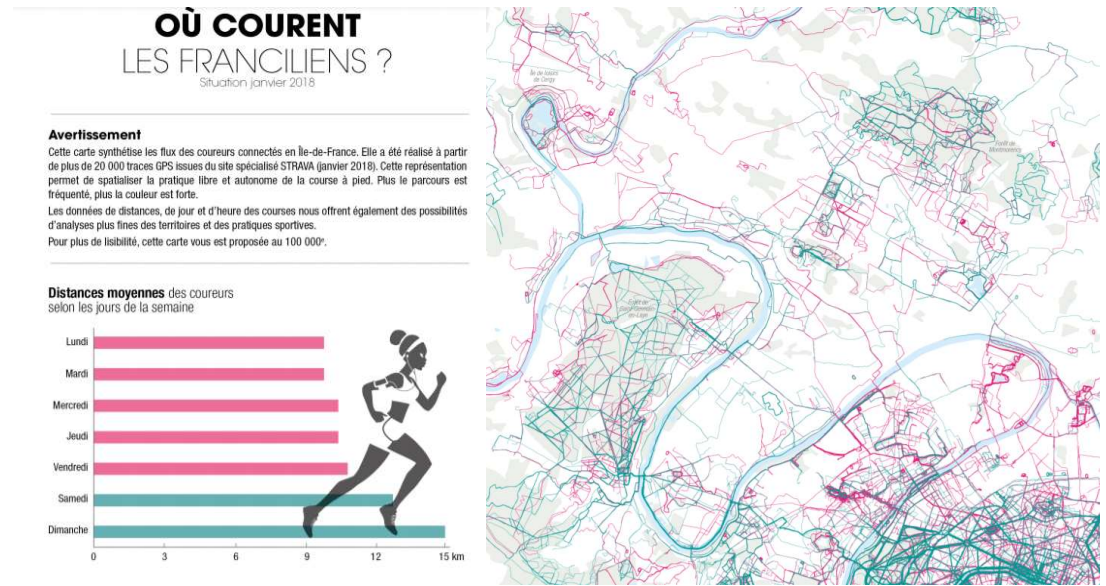 OÙ COURENT
LES FRANCILIENS ?
Situation janvier 2018
Avertissement
Cette carte synthétise les flux des coureurs connectés en Île-de-France. Elle a été réalisé à partir
de plus de 20 000 traces GPS issues du site spécialisé STRAVA (janvier 2018). Cette représentation
permet de spatialiser la pratique libre et autonome de la course à pied. Plus le parcours est
fréquenté, plus la couleur est forte.
Les données de distances, de jour et d'heure des courses nous offrent également des possibilités
d'analyses plus fines des territoires et des pratiques sportives.
Pour plus de lisibilité, cette carte vous est proposée au 100 000e.
Distances moyennes des coureurs
selon les jours de la semaine
Lundi
Mardi
Mercredi
Jeudi
Vendredi
Samedi
Dimanche
0 3 6 9 12 15 km
Île de loisirs
de Cergy
Forêt de
Montmorency
Forêt de
Saint-Germain-
en-Laye